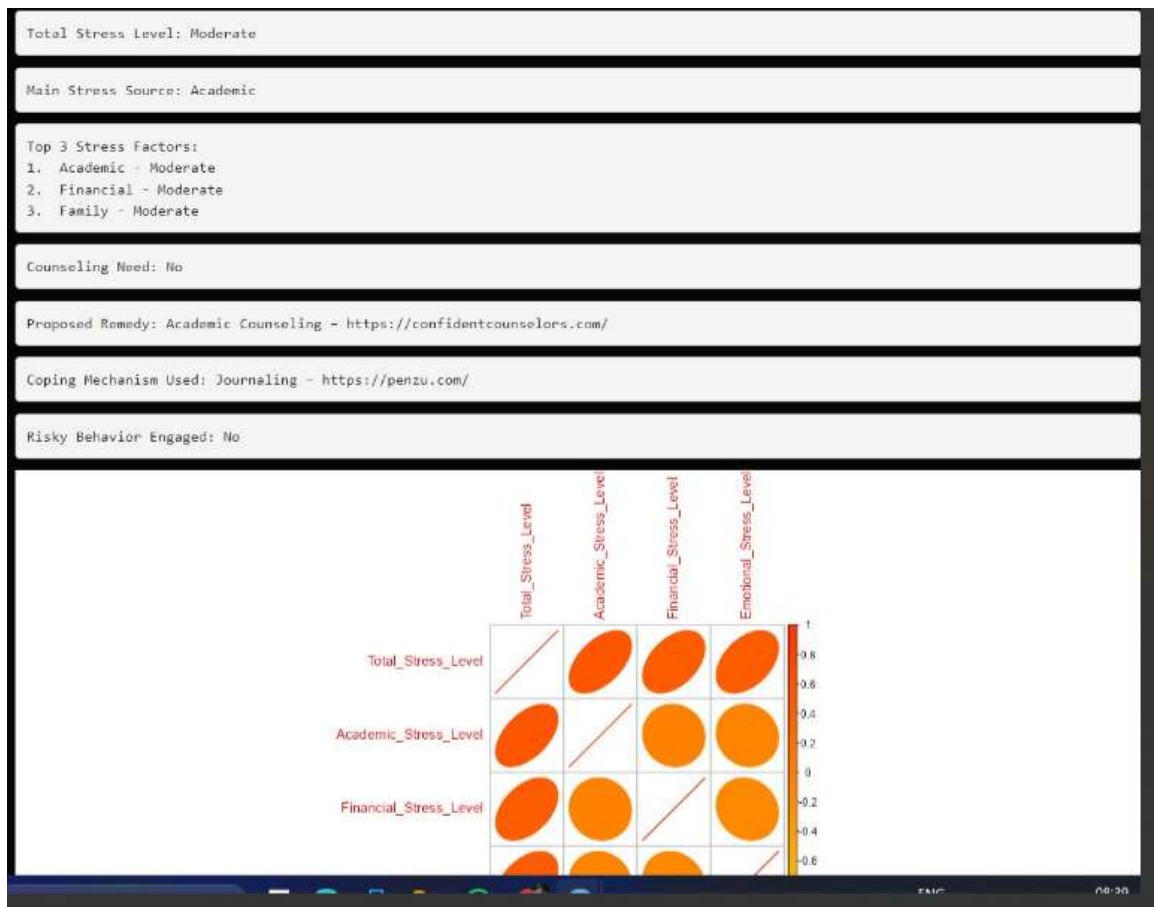 Total Stress Level: Moderate
Main Stress Source: Academic
Top 3 Stress Factors:
1. Academic - Moderate
2. Financial - Moderate
3. Family - Moderate
Counseling Need: No
Proposed Remedy: Academic Counseling – https://confidentcounselors.com/
Coping Mechanism Used: Journaling - https://penzu.com/
Risky Behavior Engaged: No
Total_Stress_Level
Academic_Stress_Level
Financial_Stress_Level
Emotional_Stress_Level
Total_Stress_Level
Academic_Stress_Level
Financial_Stress_Level
1
0.8
0.6
0.4
0.2
0
-0.2
-0.4
-0.6
ENG
08:39